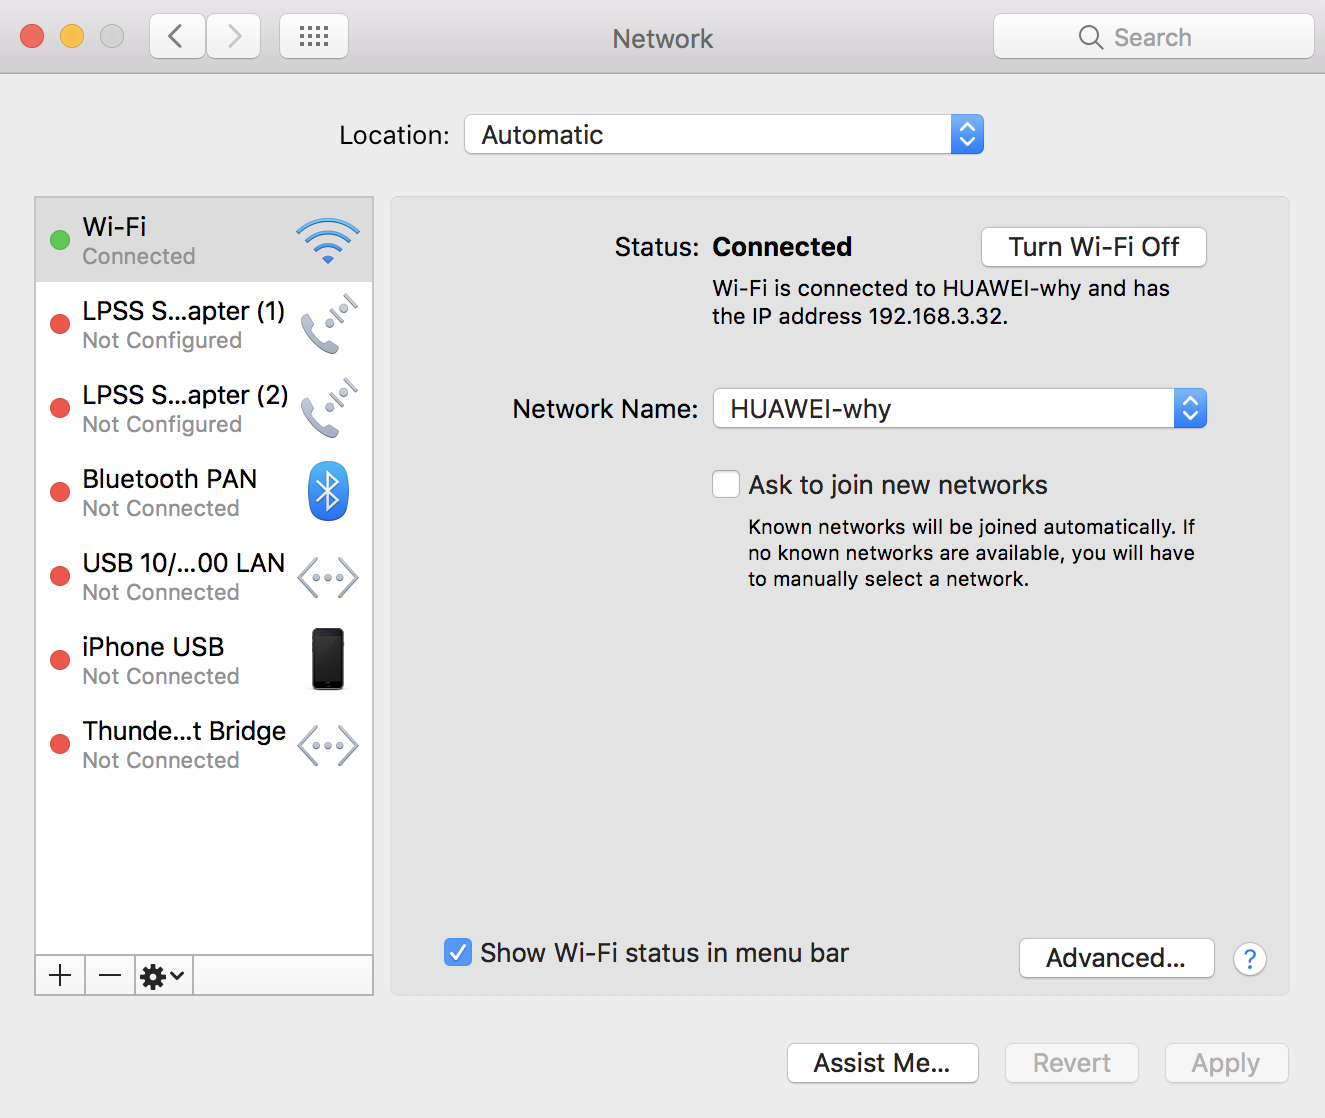 Network
Search
Location: Automatic
Wi-Fi
Connected
LPSS S...apter (1)
Not Configured
LPSS S...apter (2)
Not Configured
Bluetooth PAN
Not Connected
USB 10/...00 LAN
Not Connected
iPhone USB
Not Connected
Thunde...t Bridge
Not Connected
Status: Connected
Turn Wi-Fi Off
Wi-Fi is connected to HUAWEI-why and has
the IP address 192.168.3.32.
Network Name: HUAWEI-why
Ask to join new networks
Known networks will be joined automatically. If
no known networks are available, you will have
to manually select a network.
Show Wi-Fi status in menu bar
Advanced...
?
Assist Me...
Revert
Apply